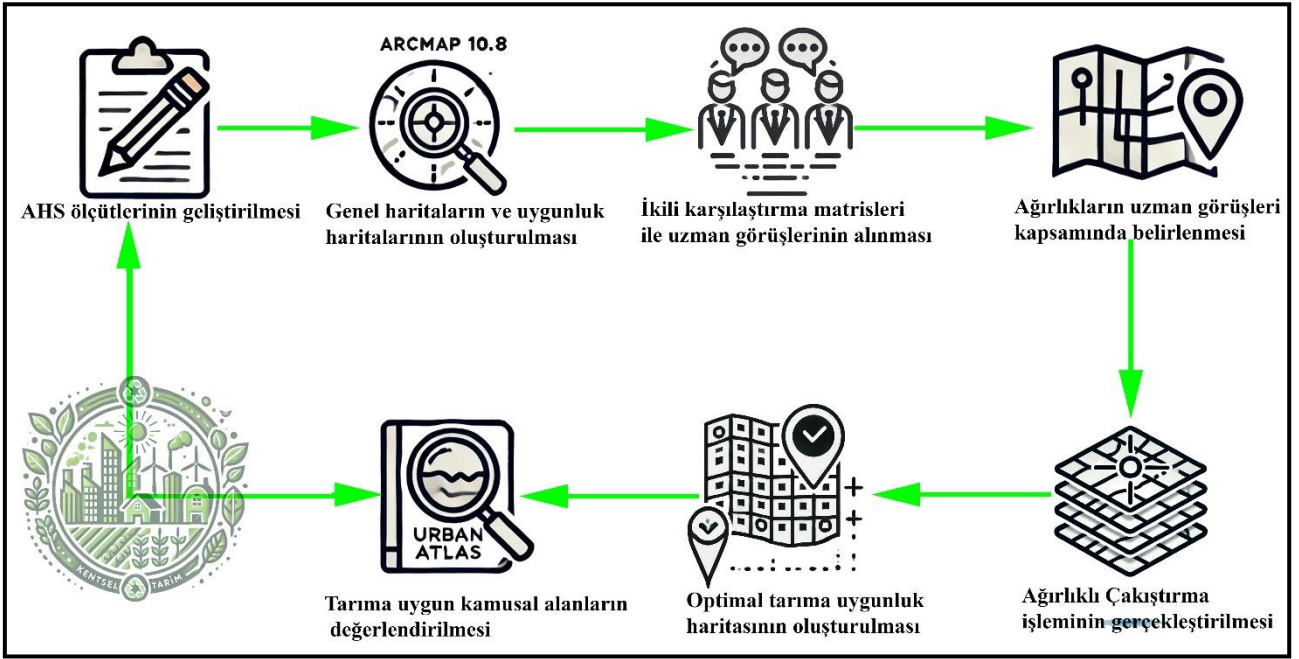 ARCMAP 10.8
AHS ölçütlerinin geliştirilmesi
Genel haritaların ve uygunluk
haritalarının oluşturulması
İkili karşılaştırma matrisleri
ile uzman görüşlerinin alınması
Ağırlıkların uzman görüşleri
kapsamında belirlenmesi
KENTSEL TARIM
URBAN
ATLAS
Tarıma uygun kamusal alanların
değerlendirilmesi
Optimal tarıma uygunluk
haritasının oluşturulması
Ağırlıklı Çakıştırma
işleminin gerçekleştirilmesi